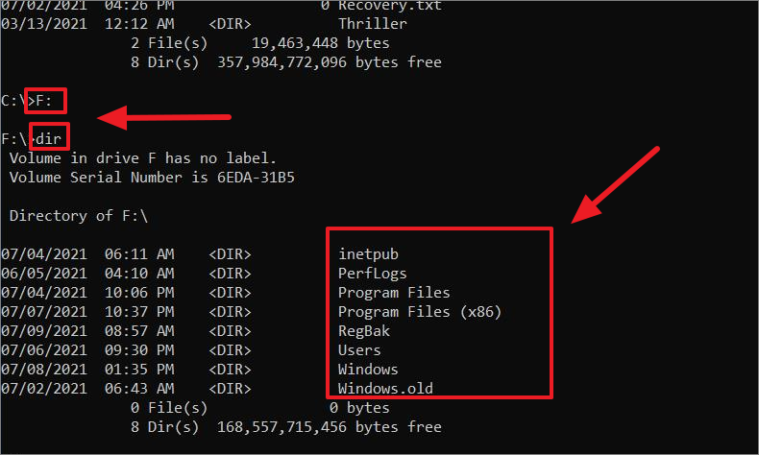 07/02/2021  04:26 PM                 0 Recovery.txt
03/13/2021  12:12 AM    <DIR>          Thriller
               2 File(s)     19,463,448 bytes
               8 Dir(s)  357,984,772,096 bytes free
C:\>F:
F:\>dir
 Volume in drive F has no label.
 Volume Serial Number is 6EDA-31B5
 Directory of F:\
07/04/2021  06:11 AM    <DIR>          inetpub
06/05/2021  04:10 AM    <DIR>          PerfLogs
07/04/2021  10:06 PM    <DIR>          Program Files
07/07/2021  10:37 PM    <DIR>          Program Files (x86)
07/09/2021  08:57 AM    <DIR>          RegBak
07/06/2021  09:30 PM    <DIR>          Users
07/08/2021  01:35 PM    <DIR>          Windows
07/02/2021  06:43 AM    <DIR>          Windows.old
               0 File(s)              0 bytes
               8 Dir(s)  168,557,715,456 bytes free